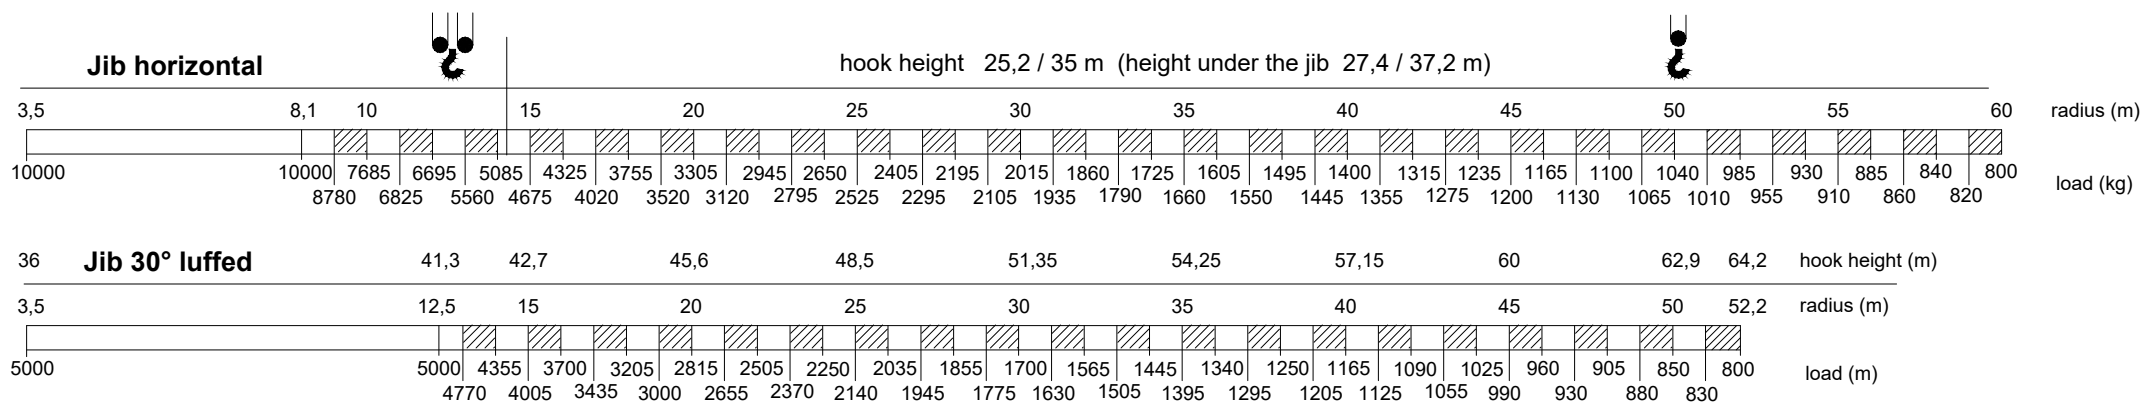 Jib horizontal
hook height 25,2 / 35 m (height under the jib 27,4 / 37,2 m)
3,5 8,1 10 15 20 25 30 35 40 45 50 55 60 radius (m)
10000 10000 7685 6695 5085 4325 3755 3305 2945 2650 2405 2195 2015 1860 1725 1605 1495 1400 1315 1235 1165 1100 1040 985 930 885 840 800
8780 6825 5560 4675 4020 3520 3120 2795 2525 2295 2105 1935 1790 1660 1550 1445 1355 1275 1200 1130 1065 1010 955 910 860 820 load (kg)
36 Jib 30° luffed 41,3 42,7 45,6 48,5 51,35 54,25 57,15 60 62,9 64,2 hook height (m)
3,5 12,5 15 20 25 30 35 40 45 50 52,2 radius (m)
5000 5000 4355 3700 3205 2815 2505 2250 2035 1855 1700 1565 1445 1340 1250 1165 1090 1025 960 905 850 800 load (m)
4770 4005 3435 3000 2655 2370 2140 1945 1775 1630 1505 1395 1295 1205 1125 1055 990 930 880 830